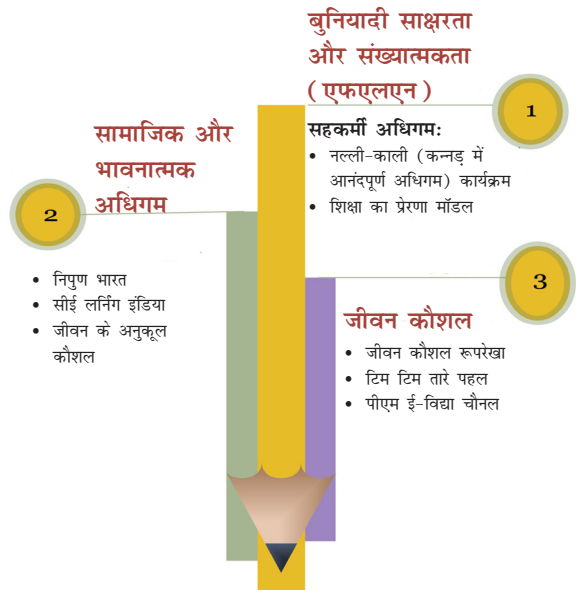 बुनियादी साक्षरता
और संख्यात्मकता
(एफएलएन)
1
सहकर्मी अधिगम:
• नल्ली-काली (कन्नड़ में
आनंदपूर्ण अधिगम) कार्यक्रम
• शिक्षा का प्रेरणा मॉडल
सामाजिक और
भावनात्मक
अधिगम
2
• निपुण भारत
• सीई लर्निंग इंडिया
• जीवन के अनुकूल
कौशल
3
जीवन कौशल
• जीवन कौशल रूपरेखा
• टिम टिम तारे पहल
• पीएम ई-विद्या चौनल